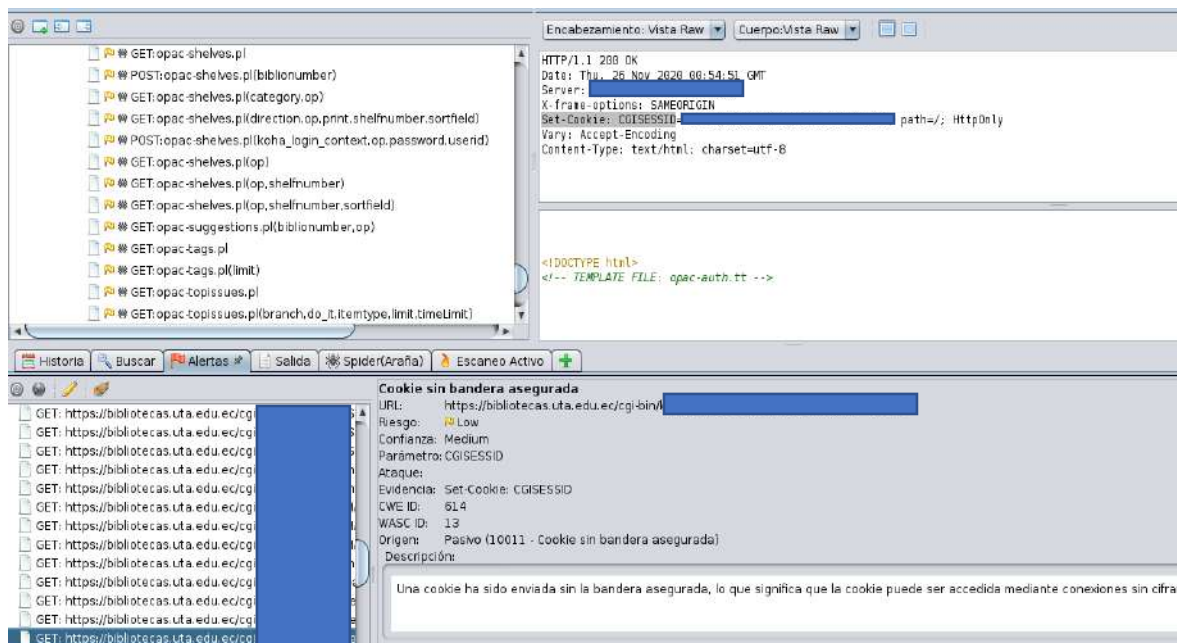 Encabezamiento: Vista Raw
Cuerpo:Vista Raw
GET:opac-shelves.pl
POST:opac-shelves.pl(biblionumber)
GET:opac-shelves.pl(category,op)
GET:opac-shelves.pl(direction,op,print,shelfnumber,sortfield)
POST:opac-shelves.pl(koha_login_context,op,password,userid)
GET:opac-shelves.pl(op)
GET:opac-shelves.pl(op,shelfnumber)
GET:opac-shelves.pl(op,shelfnumber,sortfield)
GET:opac-suggestions.pl(biblionumber,op)
GET:opac-tags.pl
GET:opac-tags.pl(limit)
GET:opac-topissues.pl
GET:opac-topissues.pl(branch,do_it,itemtype,limit,timeLimit)
HTTP/1.1 200 OK
Date: Thu, 26 Nov 2020 00:54:51 GMT
Server:
X-frame-options: SAMEORIGIN
Set-Cookie: CGISESSID= path=/; HttpOnly
Vary: Accept-Encoding
Content-Type: text/html; charset=utf-8
<!DOCTYPE html>
<!-- TEMPLATE FILE: opac-auth.tt -->
Historia
Buscar
Alertas
Salida
Spider(Araña)
Escaneo Activo
GET: https://bibliotecas.uta.edu.ec/cgi
GET: https://bibliotecas.uta.edu.ec/cgi
GET: https://bibliotecas.uta.edu.ec/cgi
GET: https://bibliotecas.uta.edu.ec/cgi
GET: https://bibliotecas.uta.edu.ec/cgi
GET: https://bibliotecas.uta.edu.ec/cgi
GET: https://bibliotecas.uta.edu.ec/cgi
GET: https://bibliotecas.uta.edu.ec/cgi
GET: https://bibliotecas.uta.edu.ec/cgi
GET: https://bibliotecas.uta.edu.ec/cgi
GET: https://bibliotecas.uta.edu.ec/cgi
GET: https://bibliotecas.uta.edu.ec/cgi
GET: https://bibliotecas.uta.edu.ec/cgi
Cookie sin bandera asegurada
URL: https://bibliotecas.uta.edu.ec/cgi-bin/
Riesgo: Low
Confianza: Medium
Parámetro: CGISESSID
Ataque:
Evidencia: Set-Cookie: CGISESSID
CWE ID: 614
WASC ID: 13
Origen: Pasivo (10011 - Cookie sin bandera asegurada)
Descripción:
Una cookie ha sido enviada sin la bandera asegurada, lo que significa que la cookie puede ser accedida mediante conexiones sin cifra